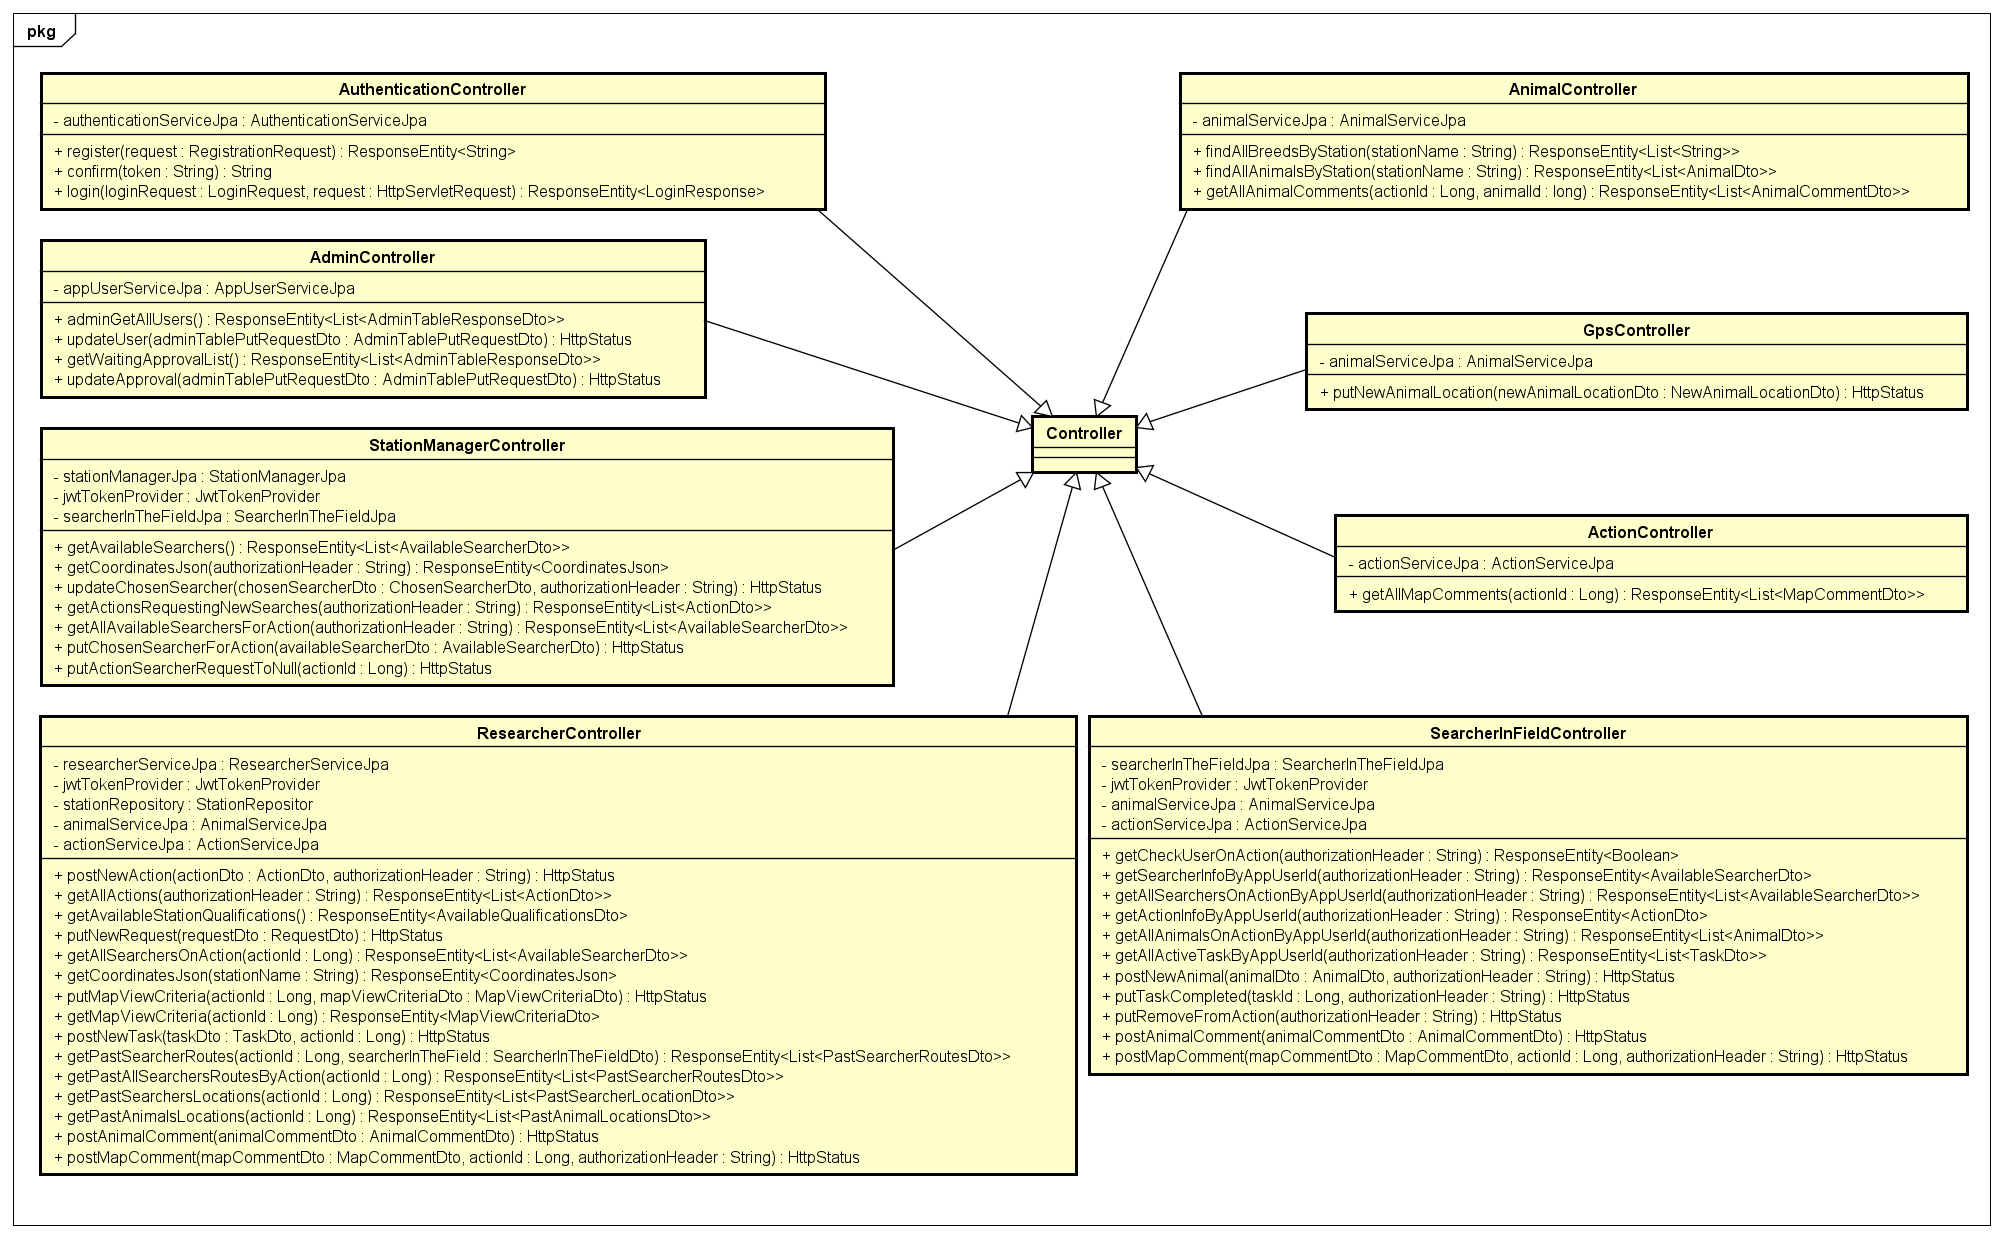 pkg
AuthenticationController
- authenticationServiceJpa : AuthenticationServiceJpa
+ register(request : RegistrationRequest) : ResponseEntity<String>
+ confirm(token : String) : String
+ login(loginRequest : LoginRequest, request : HttpServletRequest) : ResponseEntity<LoginResponse>
AnimalController
- animalServiceJpa : AnimalServiceJpa
+ findAllBreedsByStation(stationName : String) : ResponseEntity<List<String>>
+ findAllAnimalsByStation(stationName : String) : ResponseEntity<List<AnimalDto>>
+ getAllAnimalComments(actionId : Long, animalId : long) : ResponseEntity<List<AnimalCommentDto>>
AdminController
- appUserServiceJpa : AppUserServiceJpa
+ adminGetAllUsers() : ResponseEntity<List<AdminTableResponseDto>>
+ updateUser(adminTablePutRequestDto : AdminTablePutRequestDto) : HttpStatus
+ getWaitingApprovalList() : ResponseEntity<List<AdminTableResponseDto>>
+ updateApproval(adminTablePutRequestDto : AdminTablePutRequestDto) : HttpStatus
GpsController
- animalServiceJpa : AnimalServiceJpa
+ putNewAnimalLocation(newAnimalLocationDto : NewAnimalLocationDto) : HttpStatus
Controller
StationManagerController
- stationManagerJpa : StationManagerJpa
- jwtTokenProvider : JwtTokenProvider
- searcherInTheFieldJpa : SearcherInTheFieldJpa
+ getAvailableSearchers() : ResponseEntity<List<AvailableSearcherDto>>
+ getCoordinatesJson(authorizationHeader : String) : ResponseEntity<CoordinatesJson>
+ updateChosenSearcher(chosenSearcherDto : ChosenSearcherDto, authorizationHeader : String) : HttpStatus
+ getActionsRequestingNewSearches(authorizationHeader : String) : ResponseEntity<List<ActionDto>>
+ getAllAvailableSearchersForAction(authorizationHeader : String) : ResponseEntity<List<AvailableSearcherDto>>
+ putChosenSearcherForAction(availableSearcherDto : AvailableSearcherDto) : HttpStatus
+ putActionSearcherRequestToNull(actionId : Long) : HttpStatus
ActionController
- actionServiceJpa : ActionServiceJpa
+ getAllMapComments(actionId : Long) : ResponseEntity<List<MapCommentDto>>
ResearcherController
- researcherServiceJpa : ResearcherServiceJpa
- jwtTokenProvider : JwtTokenProvider
- stationRepository : StationRepositor
- animalServiceJpa : AnimalServiceJpa
- actionServiceJpa : ActionServiceJpa
+ postNewAction(actionDto : ActionDto, authorizationHeader : String) : HttpStatus
+ getAllActions(authorizationHeader : String) : ResponseEntity<List<ActionDto>>
+ getAvailableStationQualifications() : ResponseEntity<AvailableQualificationsDto>
+ putNewRequest(requestDto : RequestDto) : HttpStatus
+ getAllSearchersOnAction(actionId : Long) : ResponseEntity<List<AvailableSearcherDto>>
+ getCoordinatesJson(stationName : String) : ResponseEntity<CoordinatesJson>
+ putMapViewCriteria(actionId : Long, mapViewCriteriaDto : MapViewCriteriaDto) : HttpStatus
+ getMapViewCriteria(actionId : Long) : ResponseEntity<MapViewCriteriaDto>
+ postNewTask(taskDto : TaskDto, actionId : Long) : HttpStatus
+ getPastSearcherRoutes(actionId : Long, searcherInTheField : SearcherInTheFieldDto) : ResponseEntity<List<PastSearcherRoutesDto>>
+ getPastAllSearchersRoutesByAction(actionId : Long) : ResponseEntity<List<PastSearcherRoutesDto>>
+ getPastSearchersLocations(actionId : Long) : ResponseEntity<List<PastSearcherLocationDto>>
+ getPastAnimalsLocations(actionId : Long) : ResponseEntity<List<PastAnimalLocationsDto>>
+ postAnimalComment(animalCommentDto : AnimalCommentDto) : HttpStatus
+ postMapComment(mapCommentDto : MapCommentDto, actionId : Long, authorizationHeader : String) : HttpStatus
SearcherInFieldController
- searcherInTheFieldJpa : SearcherInTheFieldJpa
- jwtTokenProvider : JwtTokenProvider
- animalServiceJpa : AnimalServiceJpa
- actionServiceJpa : ActionServiceJpa
+ getCheckUserOnAction(authorizationHeader : String) : ResponseEntity<Boolean>
+ getSearcherInfoByAppUserId(authorizationHeader : String) : ResponseEntity<AvailableSearcherDto>
+ getAllSearchersOnActionByAppUserId(authorizationHeader : String) : ResponseEntity<List<AvailableSearcherDto>>
+ getActionInfoByAppUserId(authorizationHeader : String) : ResponseEntity<ActionDto>
+ getAllAnimalsOnActionByAppUserId(authorizationHeader : String) : ResponseEntity<List<AnimalDto>>
+ getAllActiveTaskByAppUserId(authorizationHeader : String) : ResponseEntity<List<TaskDto>>
+ postNewAnimal(animalDto : AnimalDto, authorizationHeader : String) : HttpStatus
+ putTaskCompleted(taskId : Long, authorizationHeader : String) : HttpStatus
+ putRemoveFromAction(authorizationHeader : String) : HttpStatus
+ postAnimalComment(animalCommentDto : AnimalCommentDto) : HttpStatus
+ postMapComment(mapCommentDto : MapCommentDto, actionId : Long, authorizationHeader : String) : HttpStatus